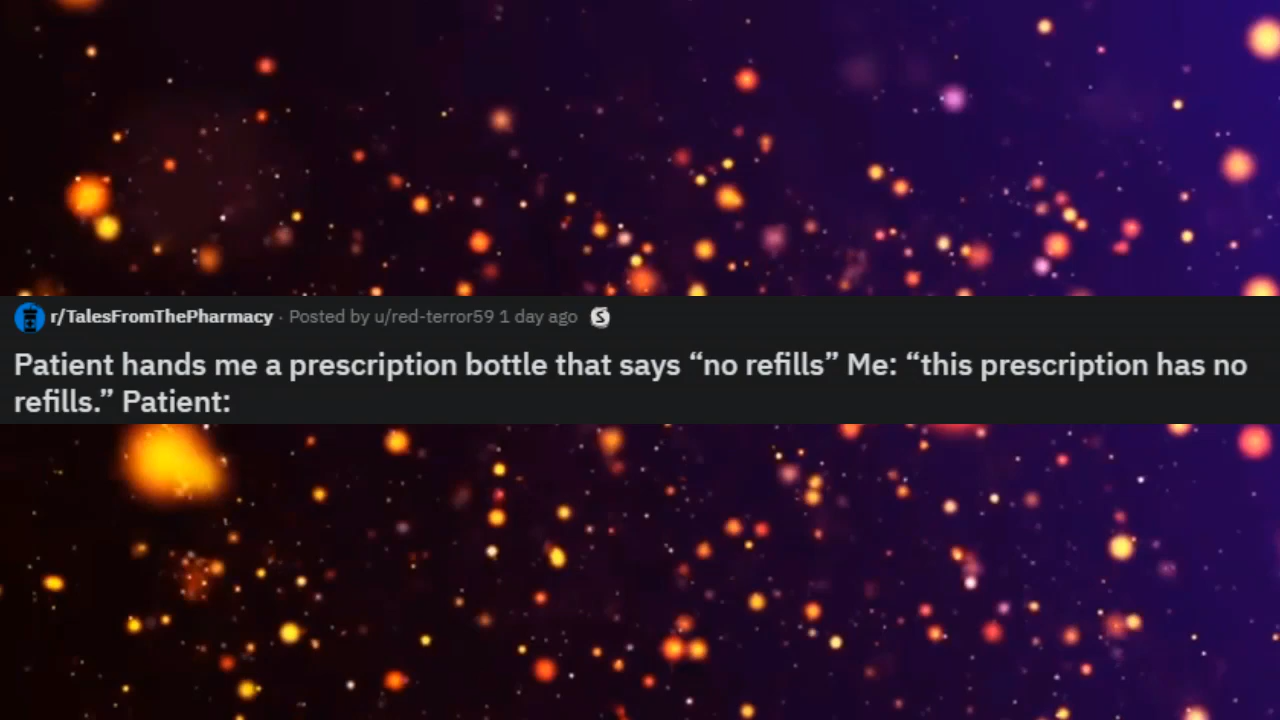 r/TalesFromThePharmacy · Posted by u/red-terror59 1 day ago S
Patient hands me a prescription bottle that says “no refills” Me: “this prescription has no
refills.” Patient: